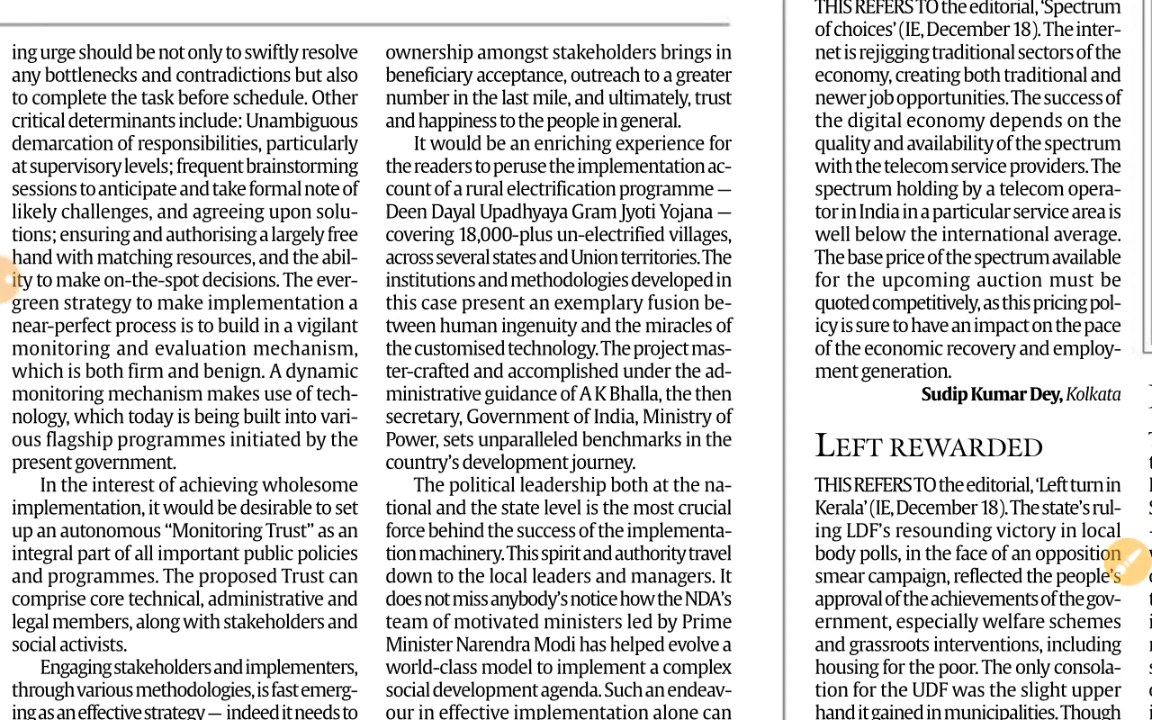 ing urge should be not only to swiftly resolve
any bottlenecks and contradictions but also
to complete the task before schedule. Other
critical determinants include: Unambiguous
demarcation of responsibilities, particularly
at supervisory levels; frequent brainstorming
sessions to anticipate and take formal note of
likely challenges, and agreeing upon solu-
tions; ensuring and authorising a largely free
hand with matching resources, and the abil-
ity to make on-the-spot decisions. The ever-
green strategy to make implementation a
near-perfect process is to build in a vigilant
monitoring and evaluation mechanism,
which is both firm and benign. A dynamic
monitoring mechanism makes use of tech-
nology, which today is being built into vari-
ous flagship programmes initiated by the
present government.
In the interest of achieving wholesome
implementation, it would be desirable to set
up an autonomous “Monitoring Trust” as an
integral part of all important public policies
and programmes. The proposed Trust can
comprise core technical, administrative and
legal members, along with stakeholders and
social activists.
Engaging stakeholders and implementers,
through various methodologies, is fast emerg-
ing as an effective strategy — indeed it needs to
ownership amongst stakeholders brings in
beneficiary acceptance, outreach to a greater
number in the last mile, and ultimately, trust
and happiness to the people in general.
It would be an enriching experience for
the readers to peruse the implementation ac-
count of a rural electrification programme —
Deen Dayal Upadhyaya Gram Jyoti Yojana —
covering 18,000-plus un-electrified villages,
across several states and Union territories. The
institutions and methodologies developed in
this case present an exemplary fusion be-
tween human ingenuity and the miracles of
the customised technology. The project mas-
ter-crafted and accomplished under the ad-
ministrative guidance of A K Bhalla, the then
secretary, Government of India, Ministry of
Power, sets unparalleled benchmarks in the
country’s development journey.
The political leadership both at the na-
tional and the state level is the most crucial
force behind the success of the implementa-
tion machinery. This spirit and authority travel
down to the local leaders and managers. It
does not miss anybody’s notice how the NDA’s
team of motivated ministers led by Prime
Minister Narendra Modi has helped evolve a
world-class model to implement a complex
social development agenda. Such an endeav-
our in effective implementation alone can
THIS REFERS TO the editorial, ‘Spectrum
of choices’ (IE, December 18). The inter-
net is rejigging traditional sectors of the
economy, creating both traditional and
newer job opportunities. The success of
the digital economy depends on the
quality and availability of the spectrum
with the telecom service providers. The
spectrum holding by a telecom opera-
tor in India in a particular service area is
well below the international average.
The base price of the spectrum available
for the upcoming auction must be
quoted competitively, as this pricing pol-
icy is sure to have an impact on the pace
of the economic recovery and employ-
ment generation.
Sudip Kumar Dey, Kolkata
LEFT REWARDED
THIS REFERS TO the editorial, ‘Left turn in
Kerala’ (IE, December 18). The state’s rul-
ing LDF’s resounding victory in local
body polls, in the face of an opposition
smear campaign, reflected the people’s
approval of the achievements of the gov-
ernment, especially welfare schemes
and grassroots interventions, including
housing for the poor. The only consola-
tion for the UDF was the slight upper
hand it gained in municipalities. Though